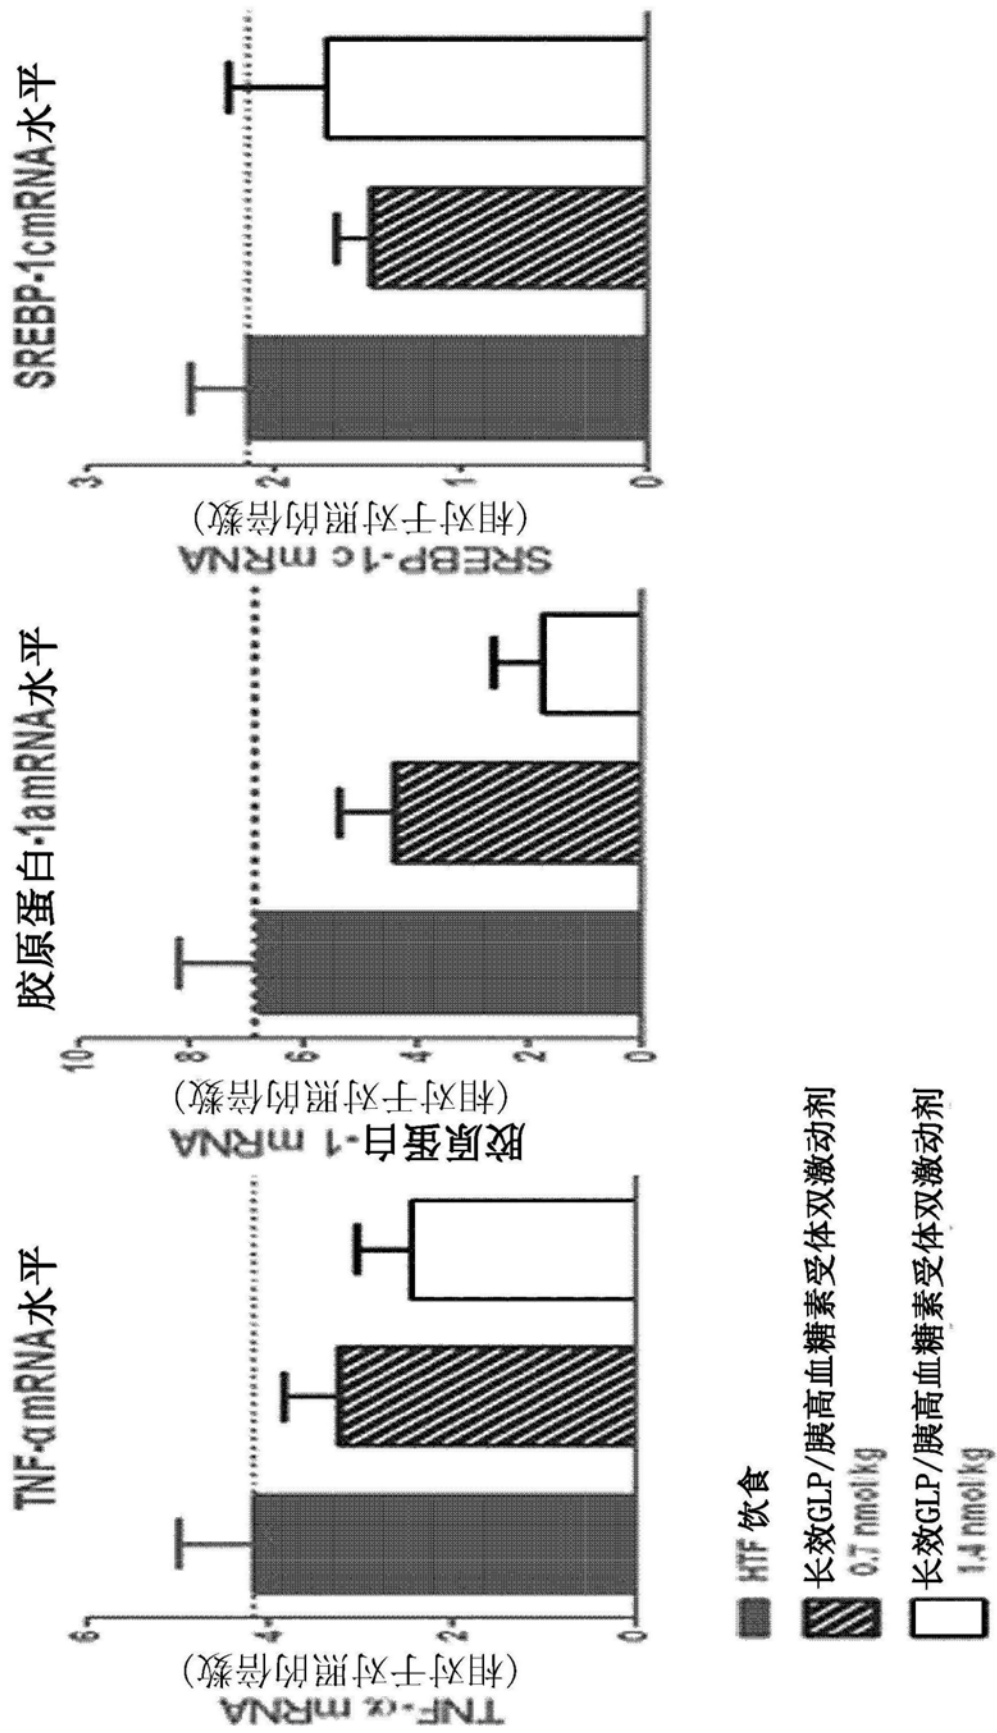 TNF-αmRNA水平
TNF-α mRNA
(相对于对照的倍数)
6
4
2
0
胶原蛋白-1amRNA水平
胶原蛋白-1 mRNA
(相对于对照的倍数)
10
8
6
4
2
0
SREBP-1cmRNA水平
SREBP-1c mRNA
(相对于对照的倍数)
3
2
1
0
HTF 饮食
长效GLP/胰高血糖素受体双激动剂
0.7 nmol/kg
长效GLP/胰高血糖素受体双激动剂
1.4 nmol/kg